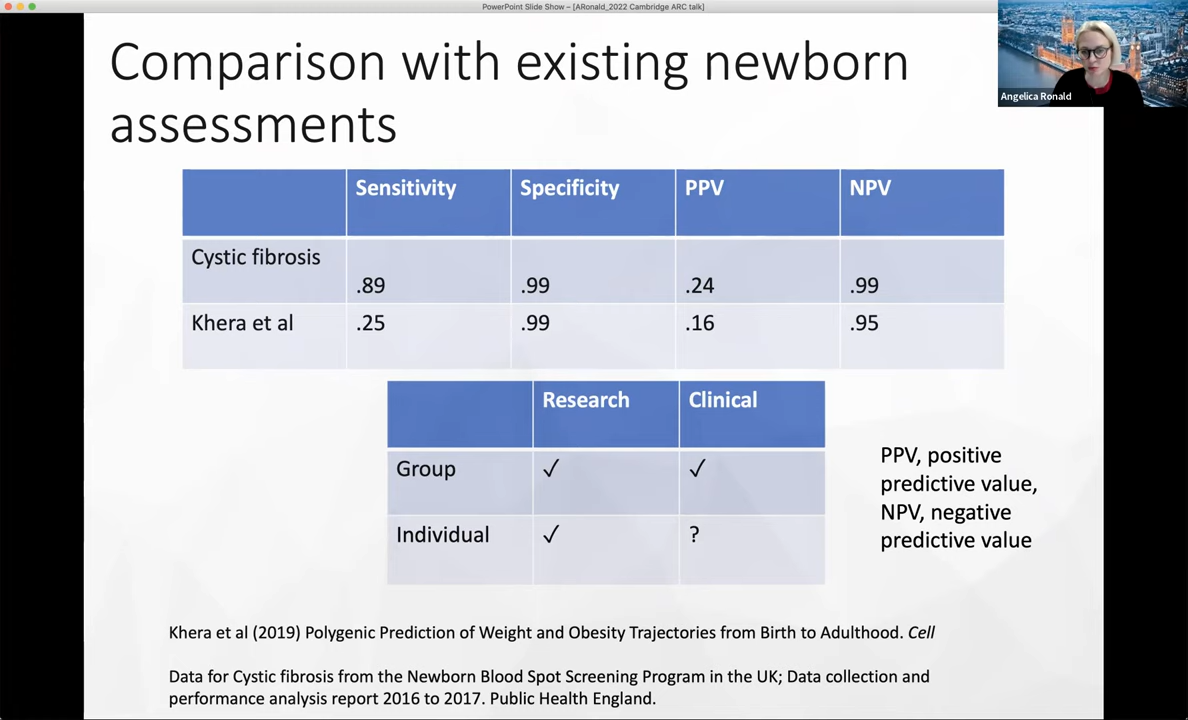 PowerPoint Slide Show – [ARonald_2022 Cambridge ARC talk]
Angelica Ronald
Comparison with existing newborn
assessments
Sensitivity Specificity PPV NPV
Cystic fibrosis .89 .99 .24 .99
Khera et al .25 .99 .16 .95
Research Clinical
Group ✓ ✓
Individual ✓ ?
PPV, positive
predictive value,
NPV, negative
predictive value
Khera et al (2019) Polygenic Prediction of Weight and Obesity Trajectories from Birth to Adulthood. Cell
Data for Cystic fibrosis from the Newborn Blood Spot Screening Program in the UK; Data collection and
performance analysis report 2016 to 2017. Public Health England.